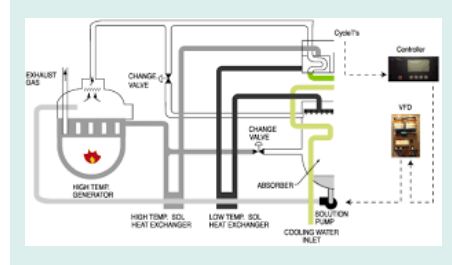 CycleT's
Controller
EXHAUST
GAS
CHANGE
VALVE
VFD
CHANGE
VALVE
HIGH TEMP.
GENERATOR
ABSORBER
HIGH TEMP. SOL
HEAT EXCHANGER
LOW TEMP. SOL
HEAT EXCHANGER
SOLUTION
PUMP
COOLING WATER
INLET